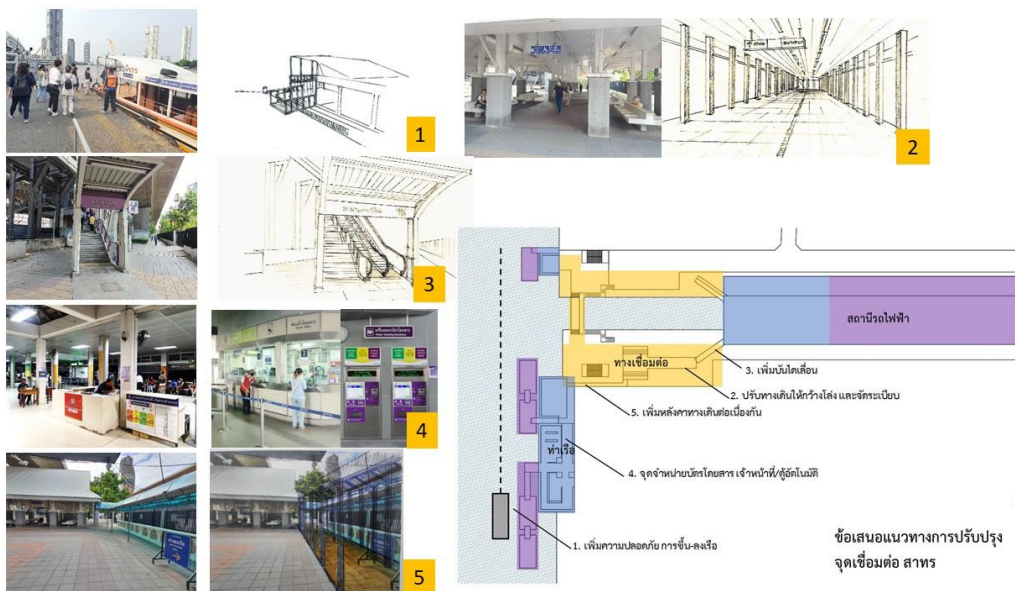 1
2
3
4
5
สถานีรถไฟฟ้า
ทางเชื่อมต่อ
3. เพิ่มบันไดเลื่อน
2. ปรับทางเดินให้กว้างโล่ง และจัดระเบียบ
5. เพิ่มหลังคาทางเดินต่อเนื่องกัน
ท่าเรือ
4. จุดจำหน่ายบัตรโดยสาร เจ้าหน้าที่/ตู้อัตโนมัติ
1. เพิ่มความปลอดภัย การขึ้น-ลงเรือ
ข้อเสนอแนวทางการปรับปรุง
จุดเชื่อมต่อ สาทร